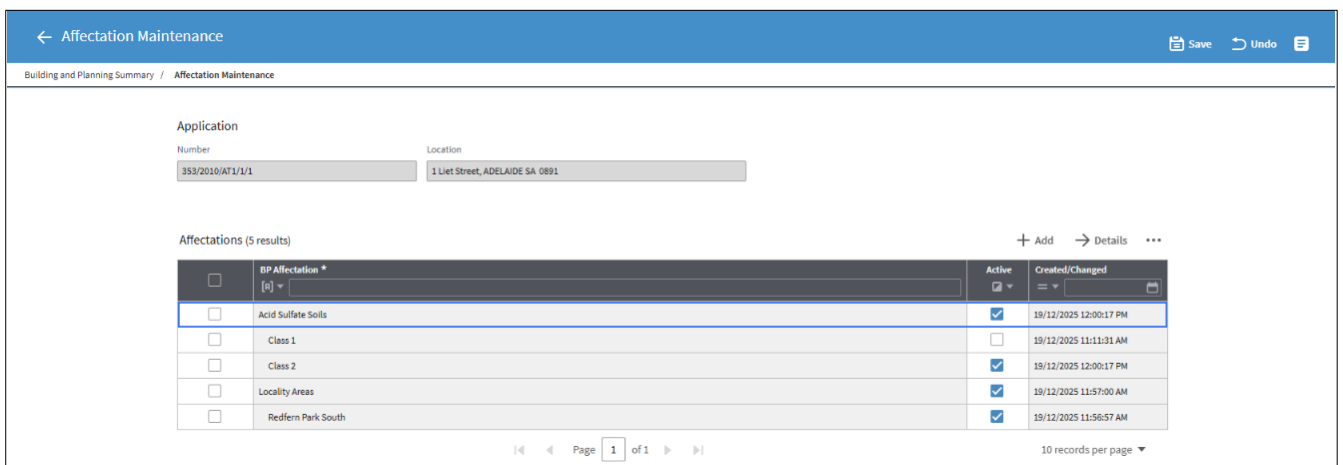 Affectation Maintenance
Save Undo
Building and Planning Summary / Affectation Maintenance
Application
Number Location
353/2010/AT1/1/1 1 Liet Street, ADELAIDE SA 0891
Affectations (5 results) + Add Details ...
BP Affectation * Active Created/Changed
[A] =
Acid Sulfate Soils 19/12/2025 12:00:17 PM
Class 1 19/12/2025 11:11:31 AM
Class 2 19/12/2025 12:00:17 PM
Locality Areas 19/12/2025 11:57:00 AM
Redfern Park South 19/12/2025 11:56:57 AM
Page 1 of 1 10 records per page